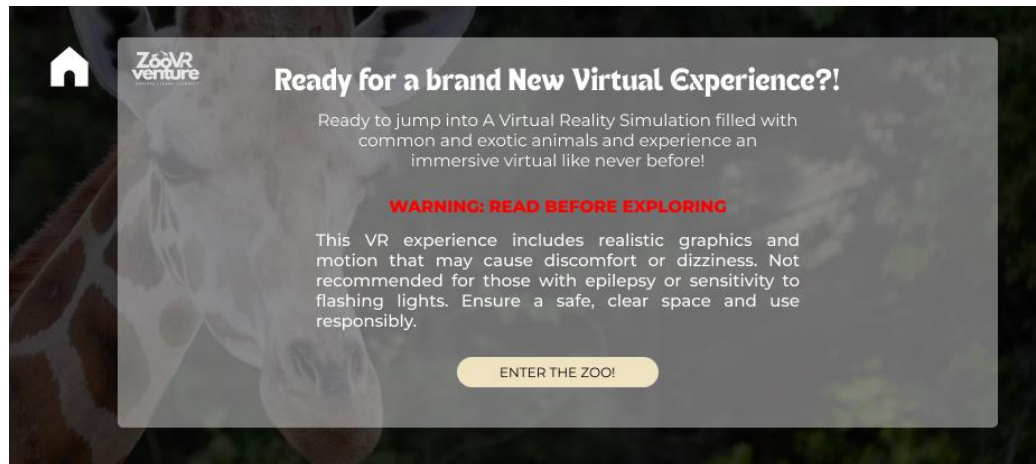 ZooVR
venture
Ready for a brand New Virtual Experience?!
Ready to jump into A Virtual Reality Simulation filled with
common and exotic animals and experience an
immersive virtual like never before!
WARNING: READ BEFORE EXPLORING
This VR experience includes realistic graphics and
motion that may cause discomfort or dizziness. Not
recommended for those with epilepsy or sensitivity to
flashing lights. Ensure a safe, clear space and use
responsibly.
ENTER THE ZOO!